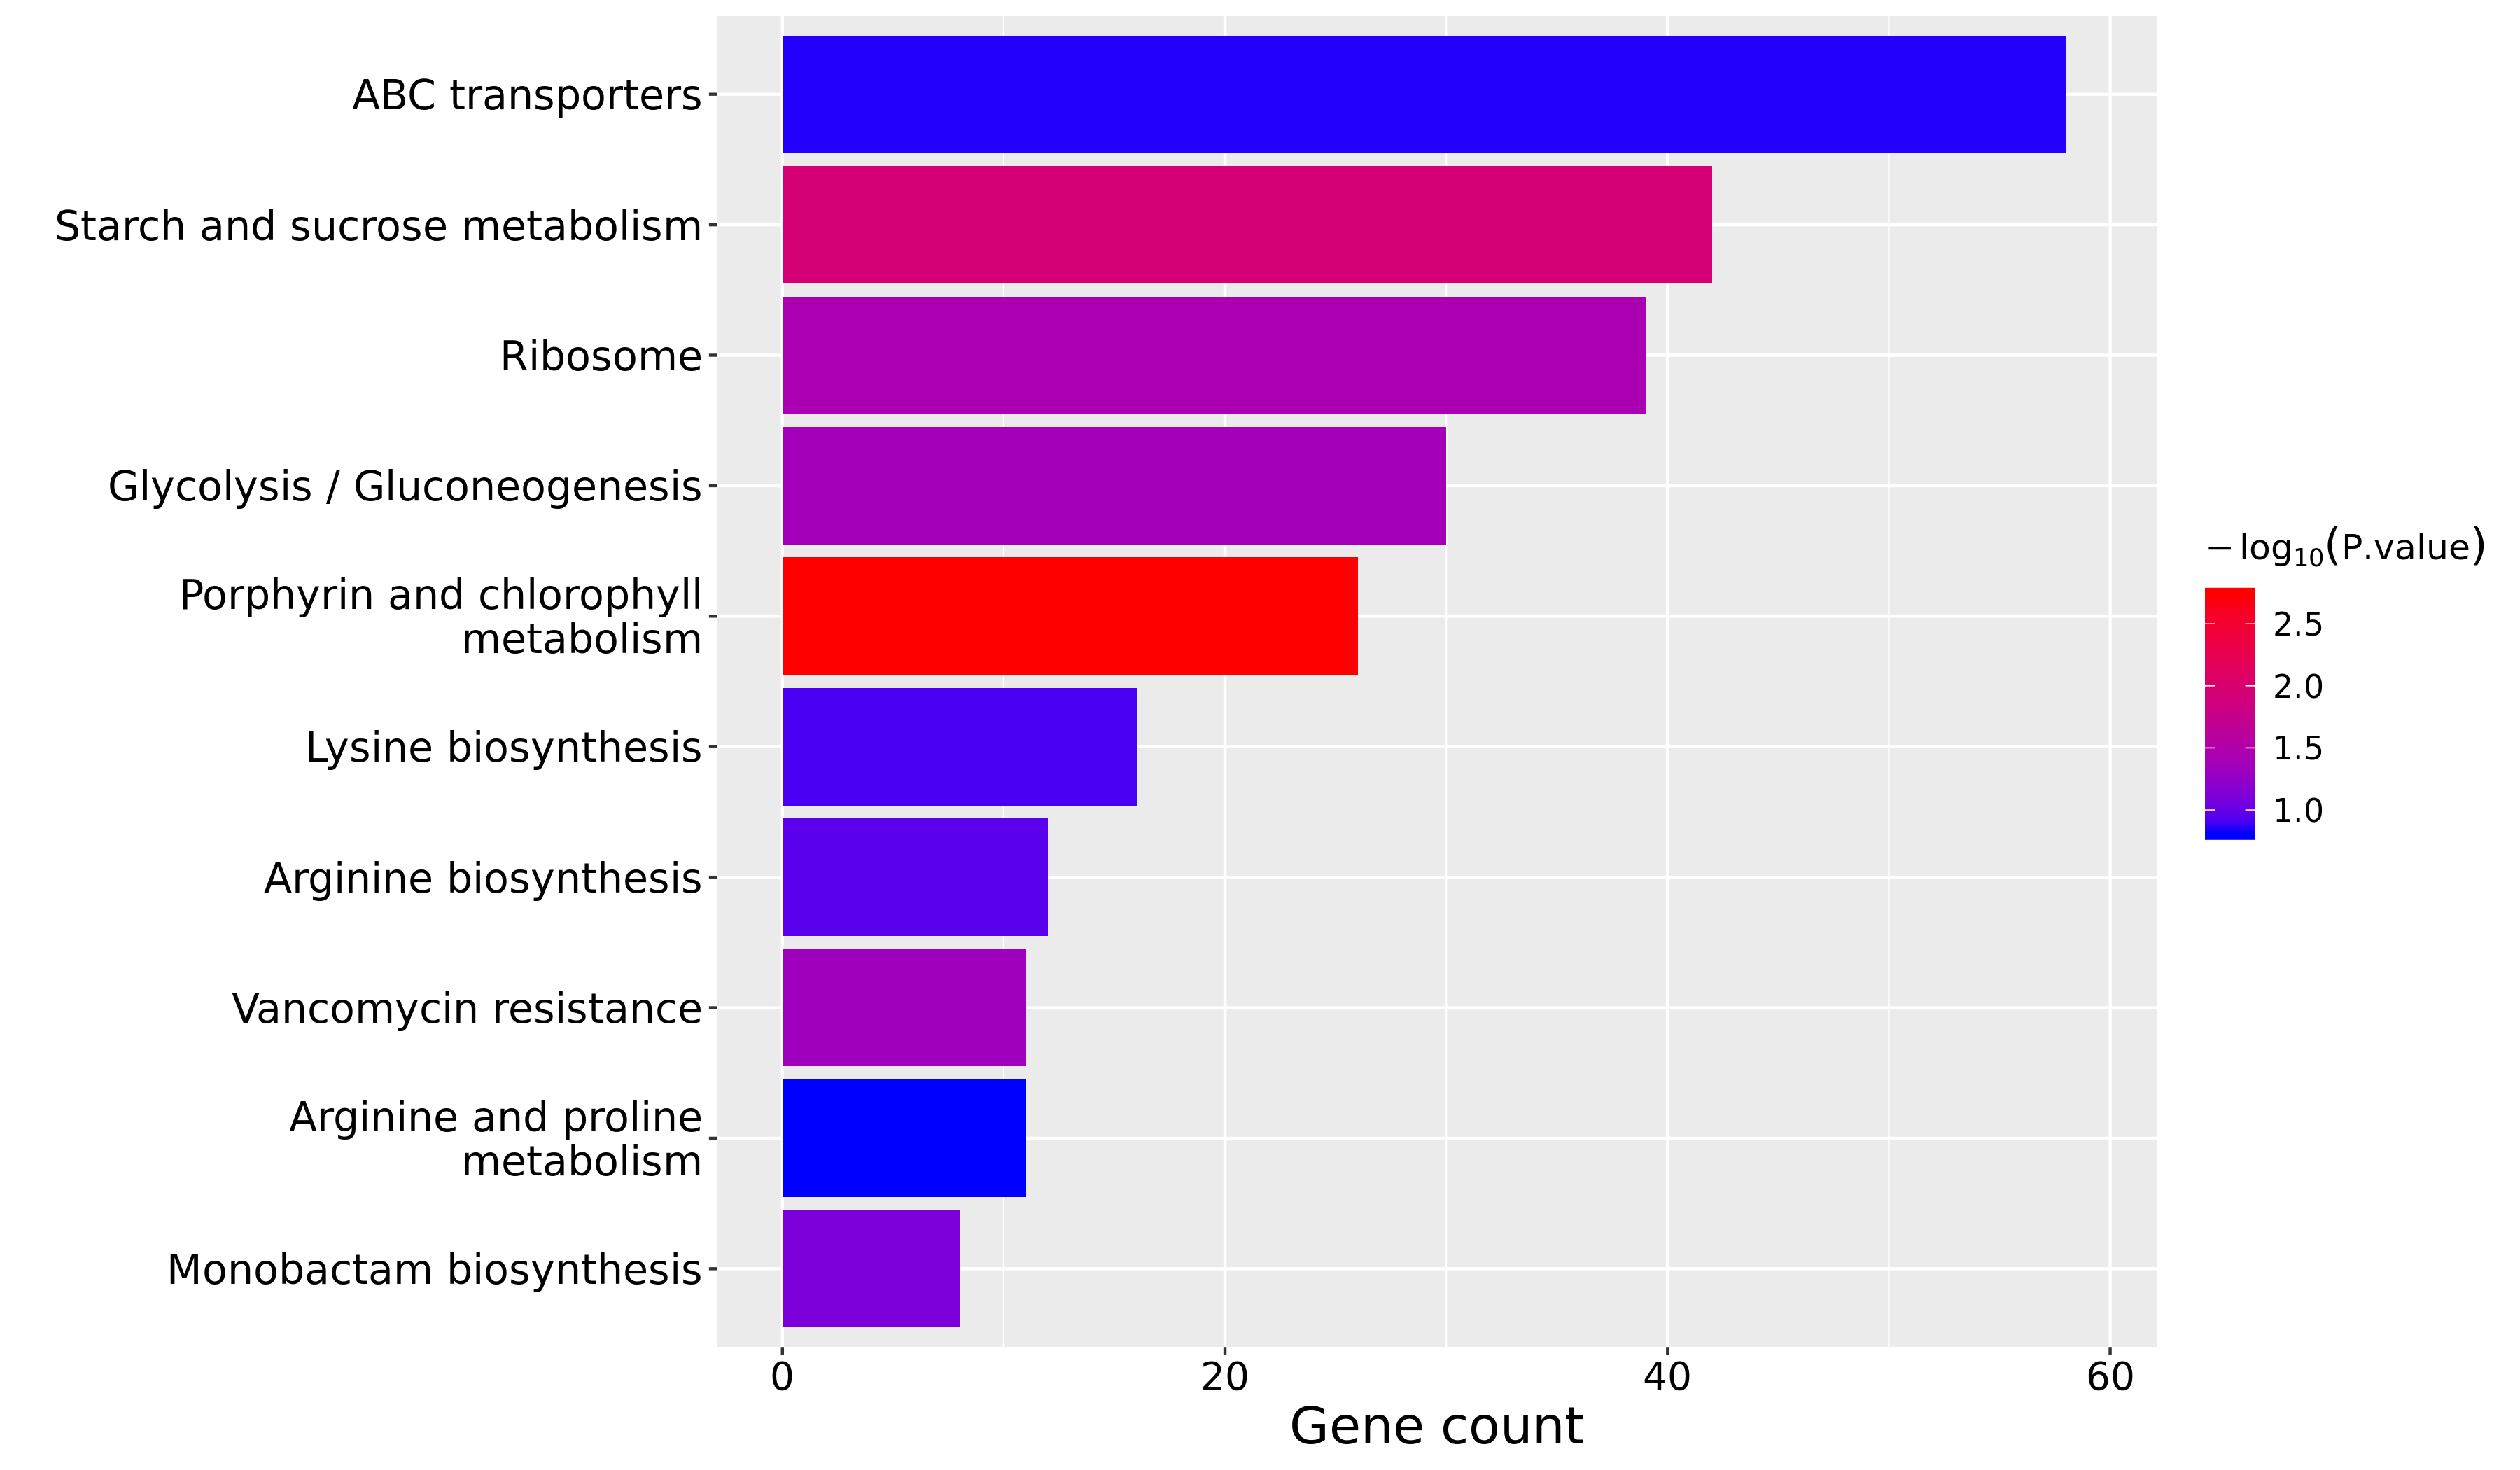 ABC transporters
Starch and sucrose metabolism
Ribosome
Glycolysis / Gluconeogenesis
Porphyrin and chlorophyll
metabolism
Lysine biosynthesis
Arginine biosynthesis
Vancomycin resistance
Arginine and proline
metabolism
Monobactam biosynthesis
0 20 40 60
Gene count
− log₁₀(P.value)
2.5
2.0
1.5
1.0